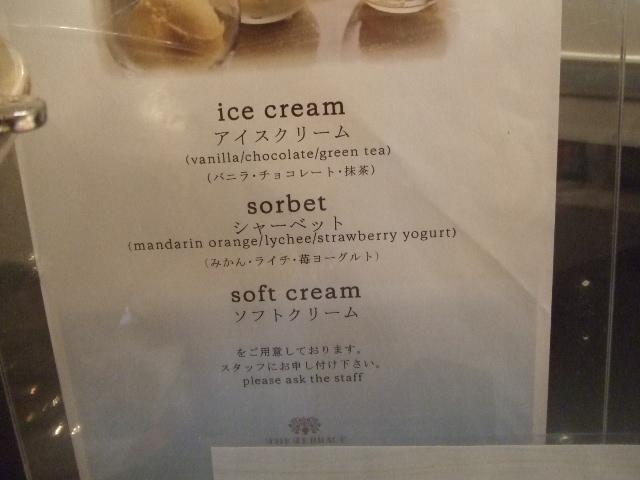 ice cream
アイスクリーム
(vanilla/chocolate/green tea)
(バニラ・チョコレート・抹茶)
sorbet
シャーベット
(mandarin orange/lychee/strawberry yogurt)
(みかん・ライチ・苺ヨーグルト)
soft cream
ソフトクリーム
をご用意しております。
スタッフにお申し付け下さい。
please ask the staff
THE TERRACE